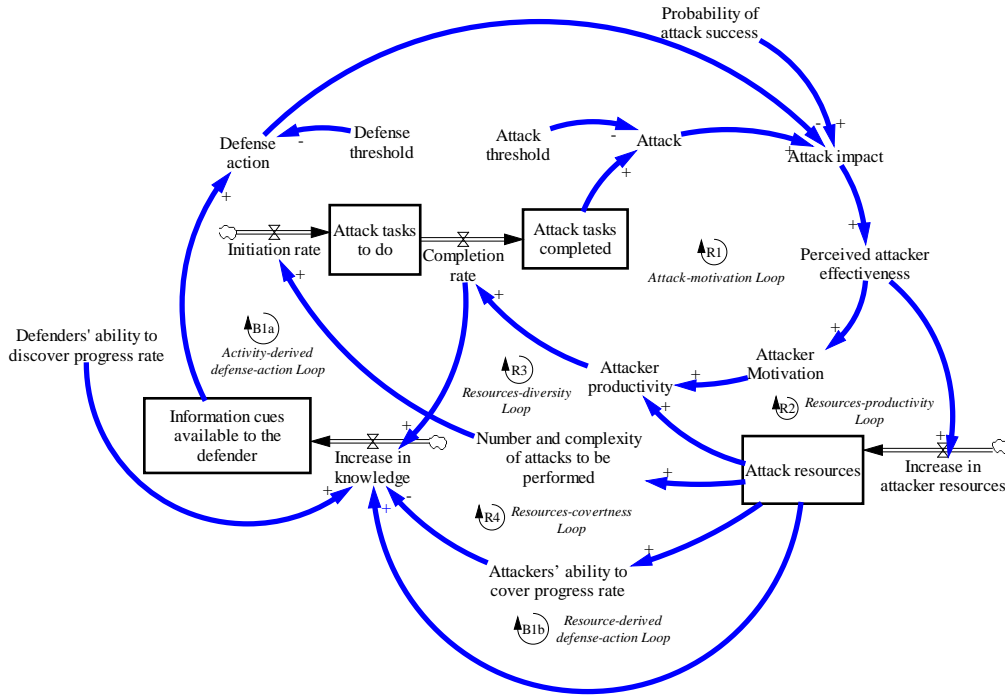 Probability of
attack success
Defense
action
-
Defense
threshold
Attack
threshold
-
Attack
-
+
+
Attack impact
+
+
+
Initiation rate
Attack tasks
to do
Completion
rate
Attack tasks
completed
+
R1
Attack-motivation Loop
+
Perceived attacker
effectiveness
+
+
Defenders' ability to
discover progress rate
B1a
Activity-derived
defense-action Loop
R3
Resources-diversity
Loop
Attacker
productivity
+
Attacker
Motivation
+
R2
Resources-productivity
Loop
+
Information cues
available to the
defender
+
Increase in
knowledge
+
+
-
Number and complexity
of attacks to be
performed
+
Attack resources
+
Increase in
attacker resources
R4
Resources-covertness
Loop
+
Attackers’ ability to
cover progress rate
B1b
Resource-derived
defense-action Loop